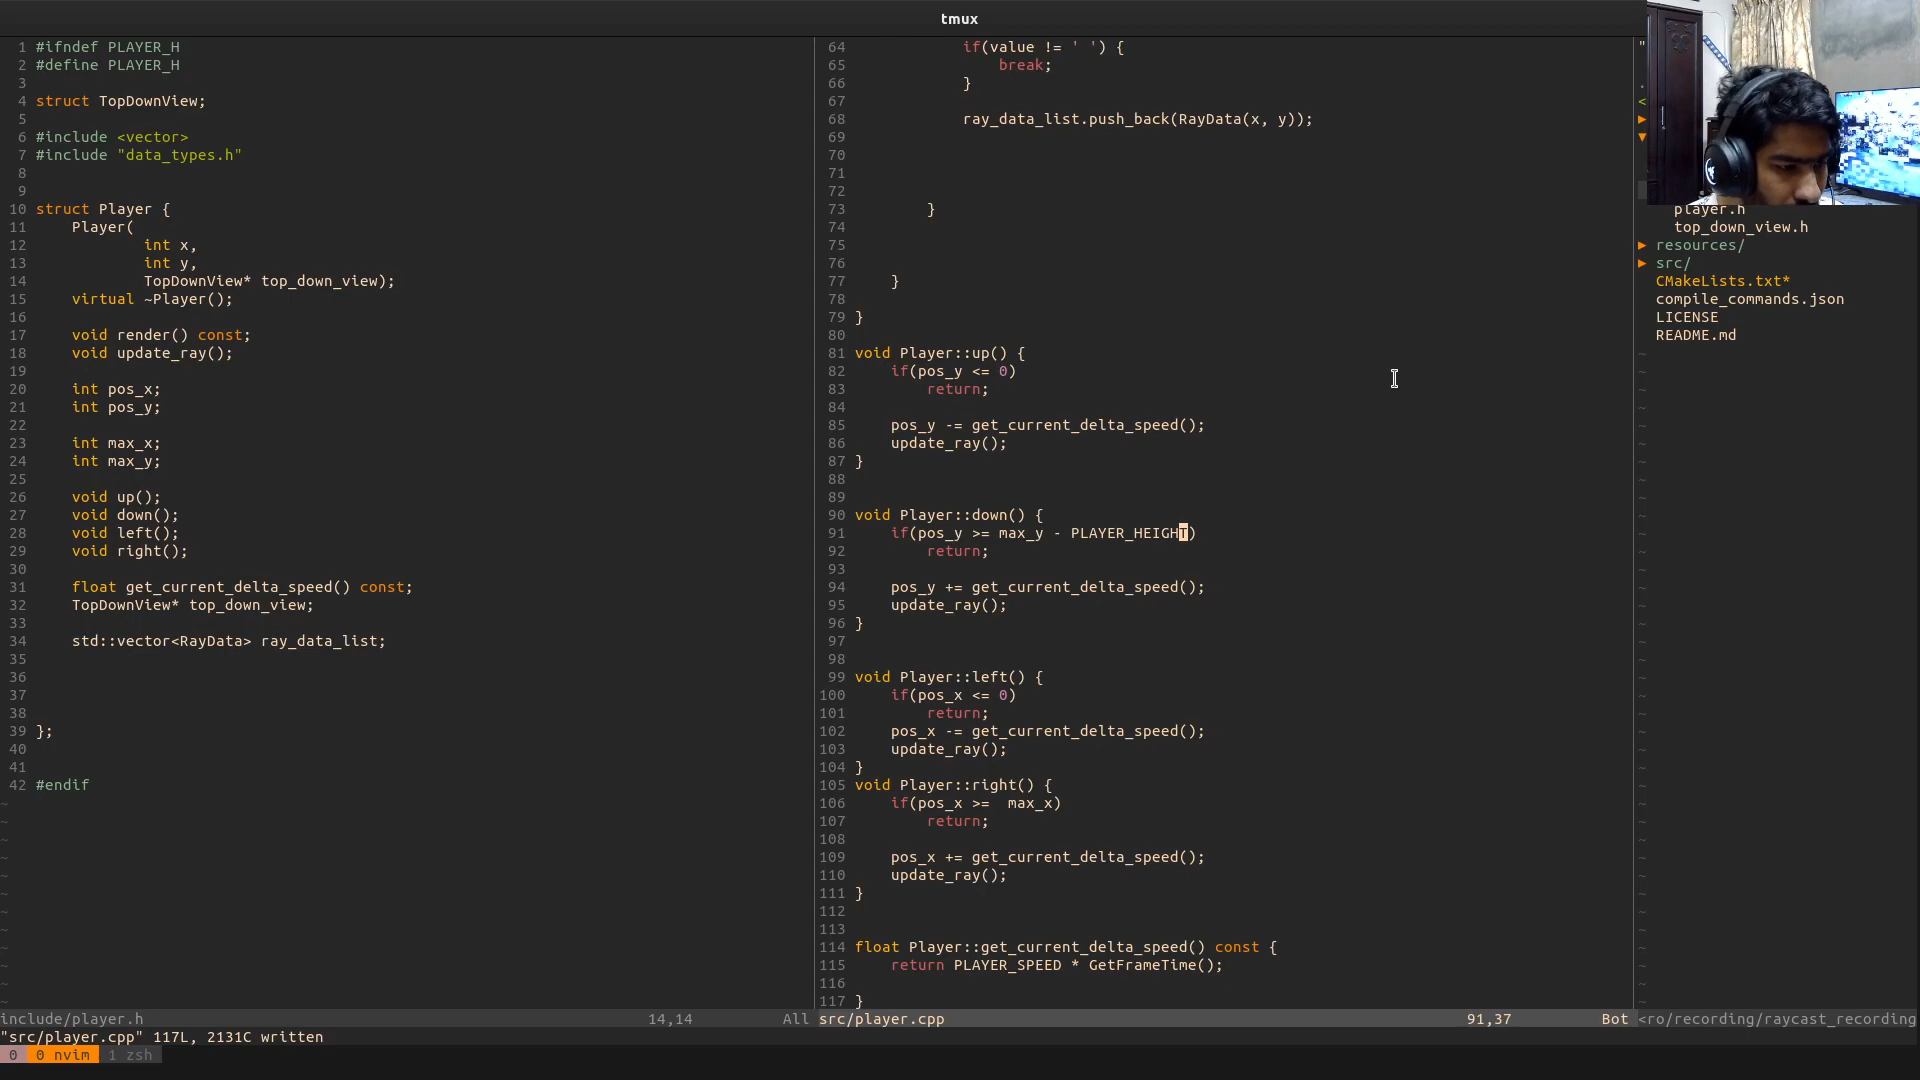 tmux
1 #ifndef PLAYER_H
2 #define PLAYER_H
3
4 struct TopDownView;
5
6 #include <vector>
7 #include "data_types.h"
8
9
10 struct Player {
11     Player(
12             int x,
13             int y,
14             TopDownView* top_down_view);
15     virtual ~Player();
16
17     void render() const;
18     void update_ray();
19
20     int pos_x;
21     int pos_y;
22
23     int max_x;
24     int max_y;
25
26     void up();
27     void down();
28     void left();
29     void right();
30
31     float get_current_delta_speed() const;
32     TopDownView* top_down_view;
33
34     std::vector<RayData> ray_data_list;
35
36
37
38
39 };
40
41
42 #endif
include/player.h 14,14 All
64             if(value != ' ') {
65                 break;
66             }
67
68             ray_data_list.push_back(RayData(x, y));
69
70
71
72
73         }
74
75
76
77     }
78
79 }
80
81 void Player::up() {
82     if(pos_y <= 0)
83         return;
84
85     pos_y -= get_current_delta_speed();
86     update_ray();
87 }
88
89
90 void Player::down() {
91     if(pos_y >= max_y - PLAYER_HEIGHT)
92         return;
93
94     pos_y += get_current_delta_speed();
95     update_ray();
96 }
97
98
99 void Player::left() {
100     if(pos_x <= 0)
101         return;
102     pos_x -= get_current_delta_speed();
103     update_ray();
104 }
105 void Player::right() {
106     if(pos_x >=  max_x)
107         return;
108
109     pos_x += get_current_delta_speed();
110     update_ray();
111 }
112
113
114 float Player::get_current_delta_speed() const {
115     return PLAYER_SPEED * GetFrameTime();
116
117 }
src/player.cpp 91,37 Bot
"
.
<
▶
▼
player.h
top_down_view.h
▶ resources/
▶ src/
CMakeLists.txt*
compile_commands.json
LICENSE
README.md
<ro/recording/raycast_recording
"src/player.cpp" 117L, 2131C written
0 0 nvim 1 zsh